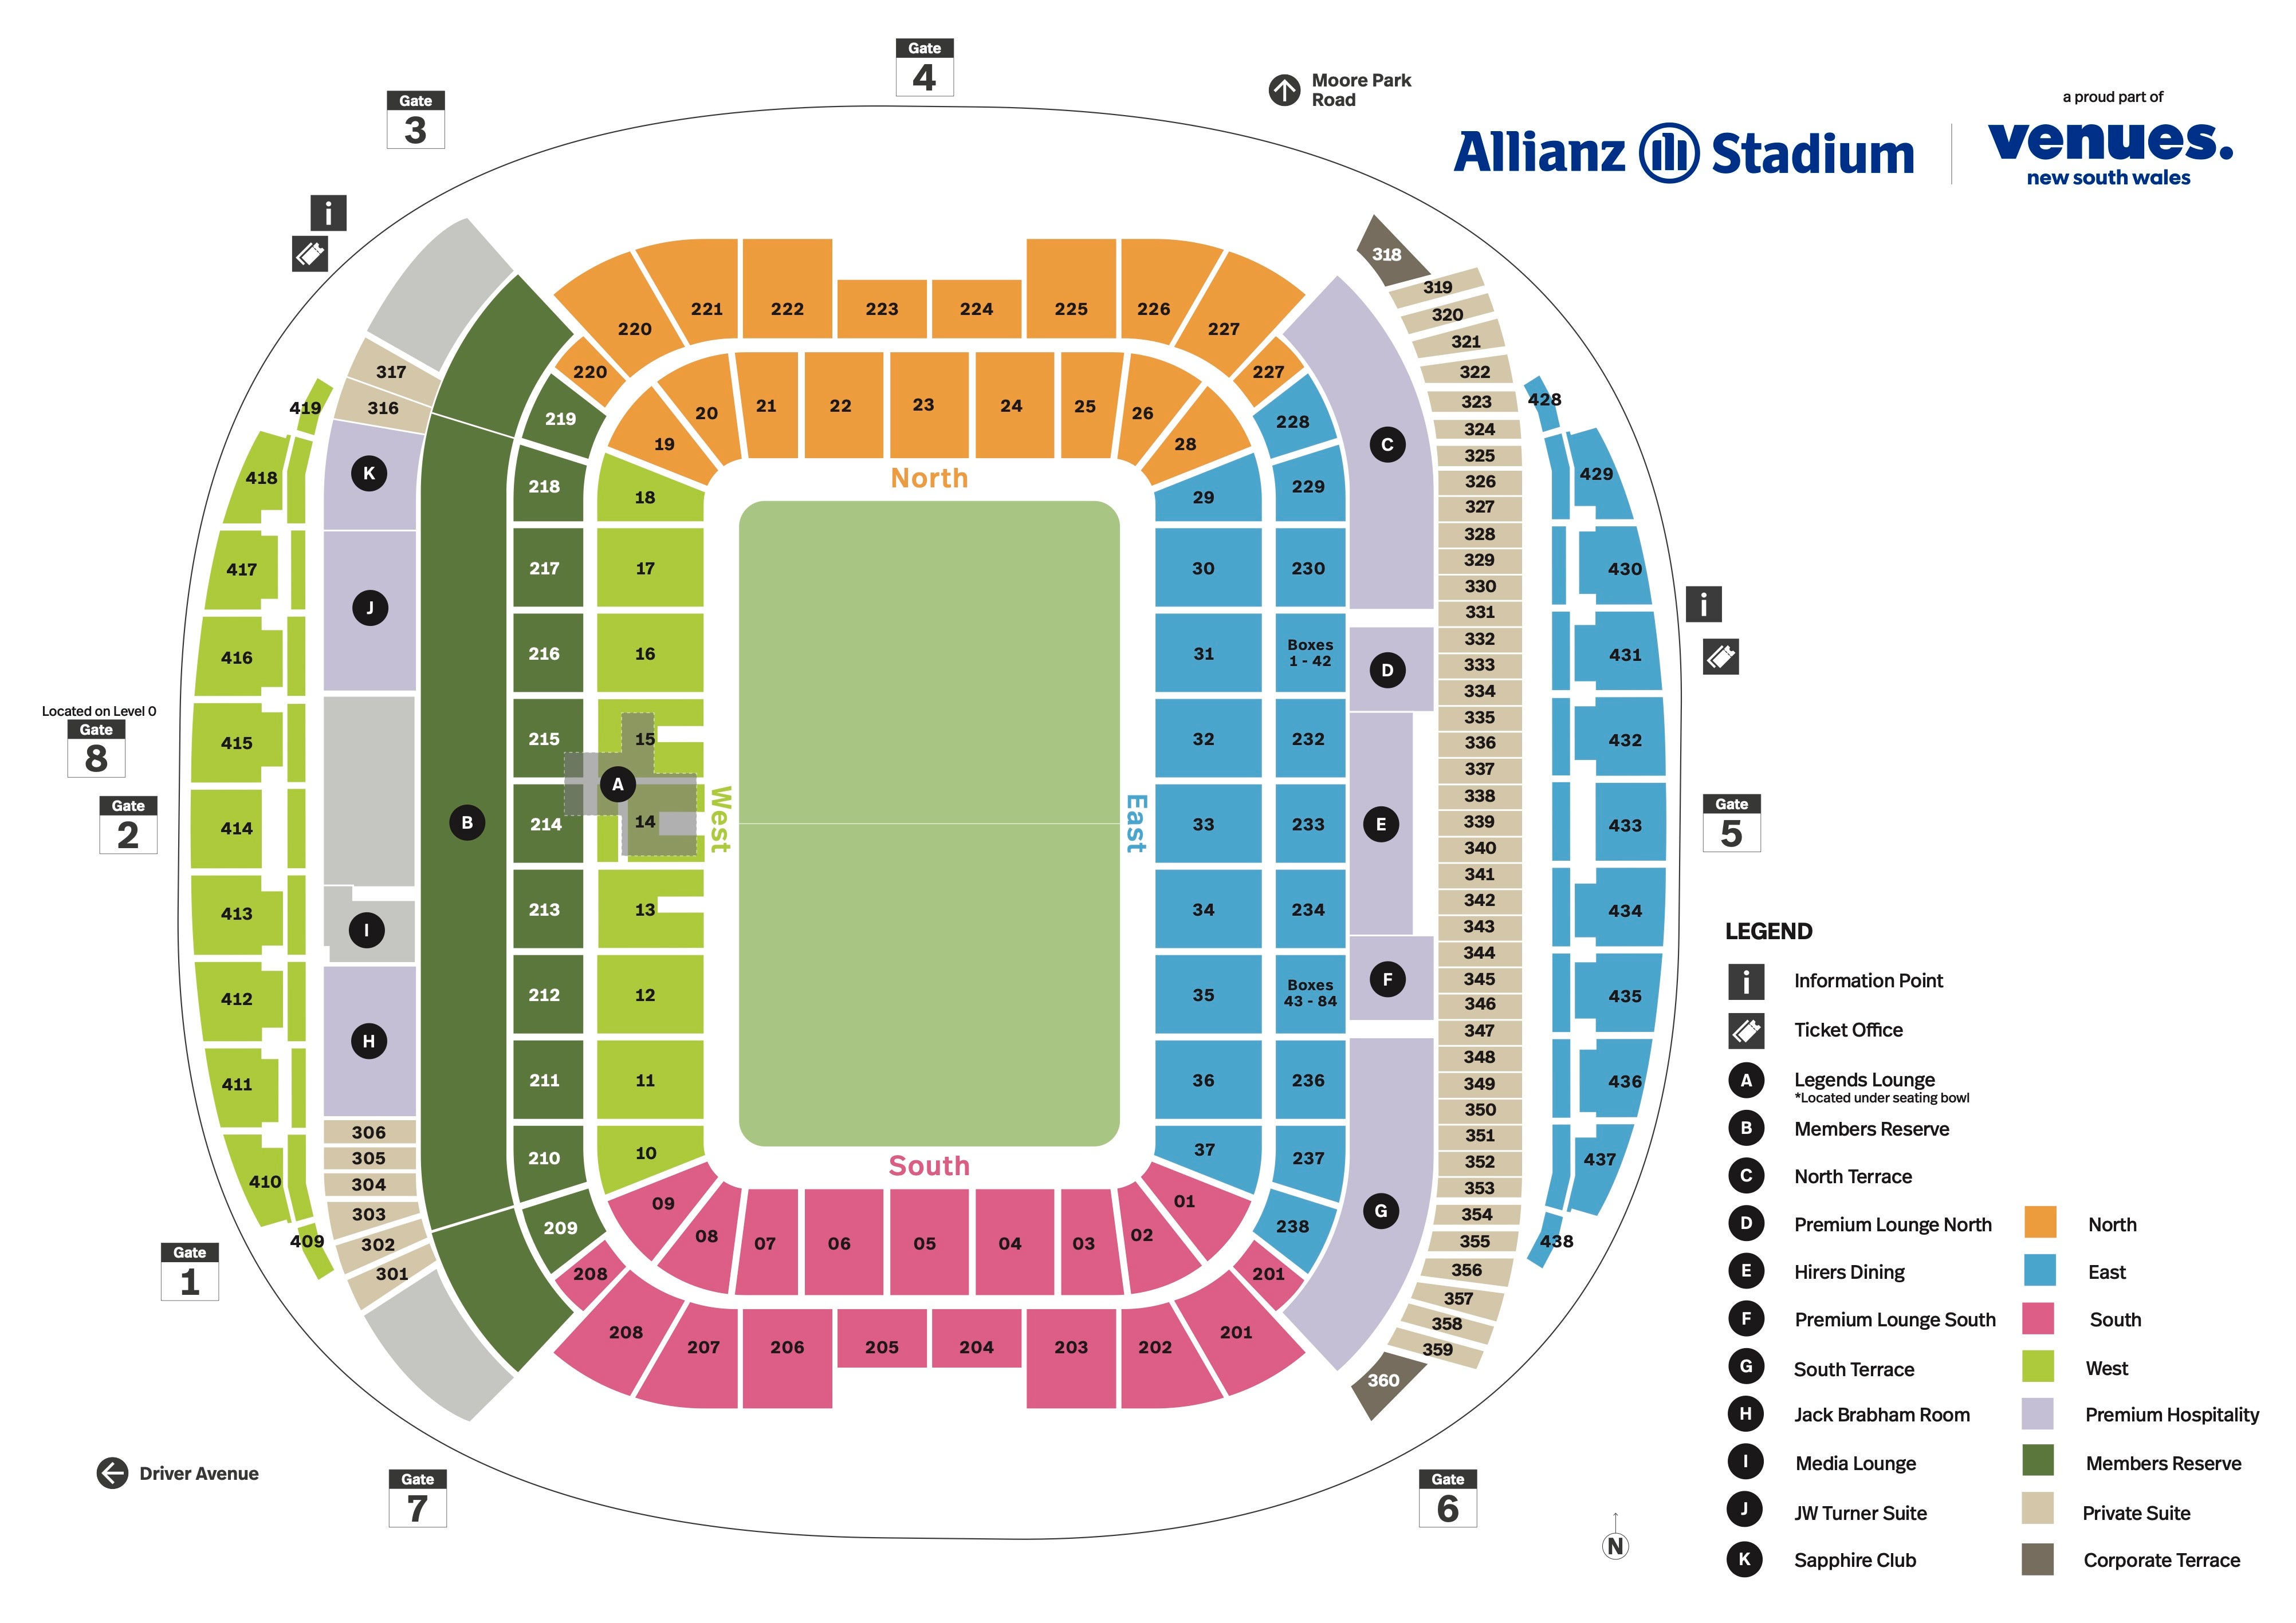 Gate
4
Moore Park
Road
a proud part of
Allianz Stadium
venues.
new south wales
Gate
3
i
318
319
320
321
322
323
324
325
326
327
328
329
330
331
332
333
334
335
336
337
338
339
340
341
342
343
344
345
346
347
348
349
350
351
352
353
354
355
356
357
358
359
360
220
221
222
223
224
225
226
227
220
227
19
20
21
22
23
24
25
26
28
North
317
316
K
J
I
H
306
305
304
303
302
301
419
418
417
416
415
414
413
412
411
410
409
B
219
218
217
216
215
214
213
212
211
210
209
18
17
16
15
A
14
13
12
11
10
West
East
29
30
31
32
33
34
35
36
37
228
229
230
Boxes
1 - 42
232
233
234
Boxes
43 - 84
236
237
238
C
D
E
F
G
428
429
430
431
432
433
434
435
436
437
438
i
Located on Level 0
Gate
8
Gate
2
Gate
5
South
09
08
07
06
05
04
03
02
01
208
201
208
207
206
205
204
203
202
201
Gate
1
Driver Avenue
Gate
7
Gate
6
N
LEGEND
i Information Point
Ticket Office
A Legends Lounge
*Located under seating bowl
B Members Reserve
C North Terrace
D Premium Lounge North
E Hirers Dining
F Premium Lounge South
G South Terrace
H Jack Brabham Room
I Media Lounge
J JW Turner Suite
K Sapphire Club
North
East
South
West
Premium Hospitality
Members Reserve
Private Suite
Corporate Terrace